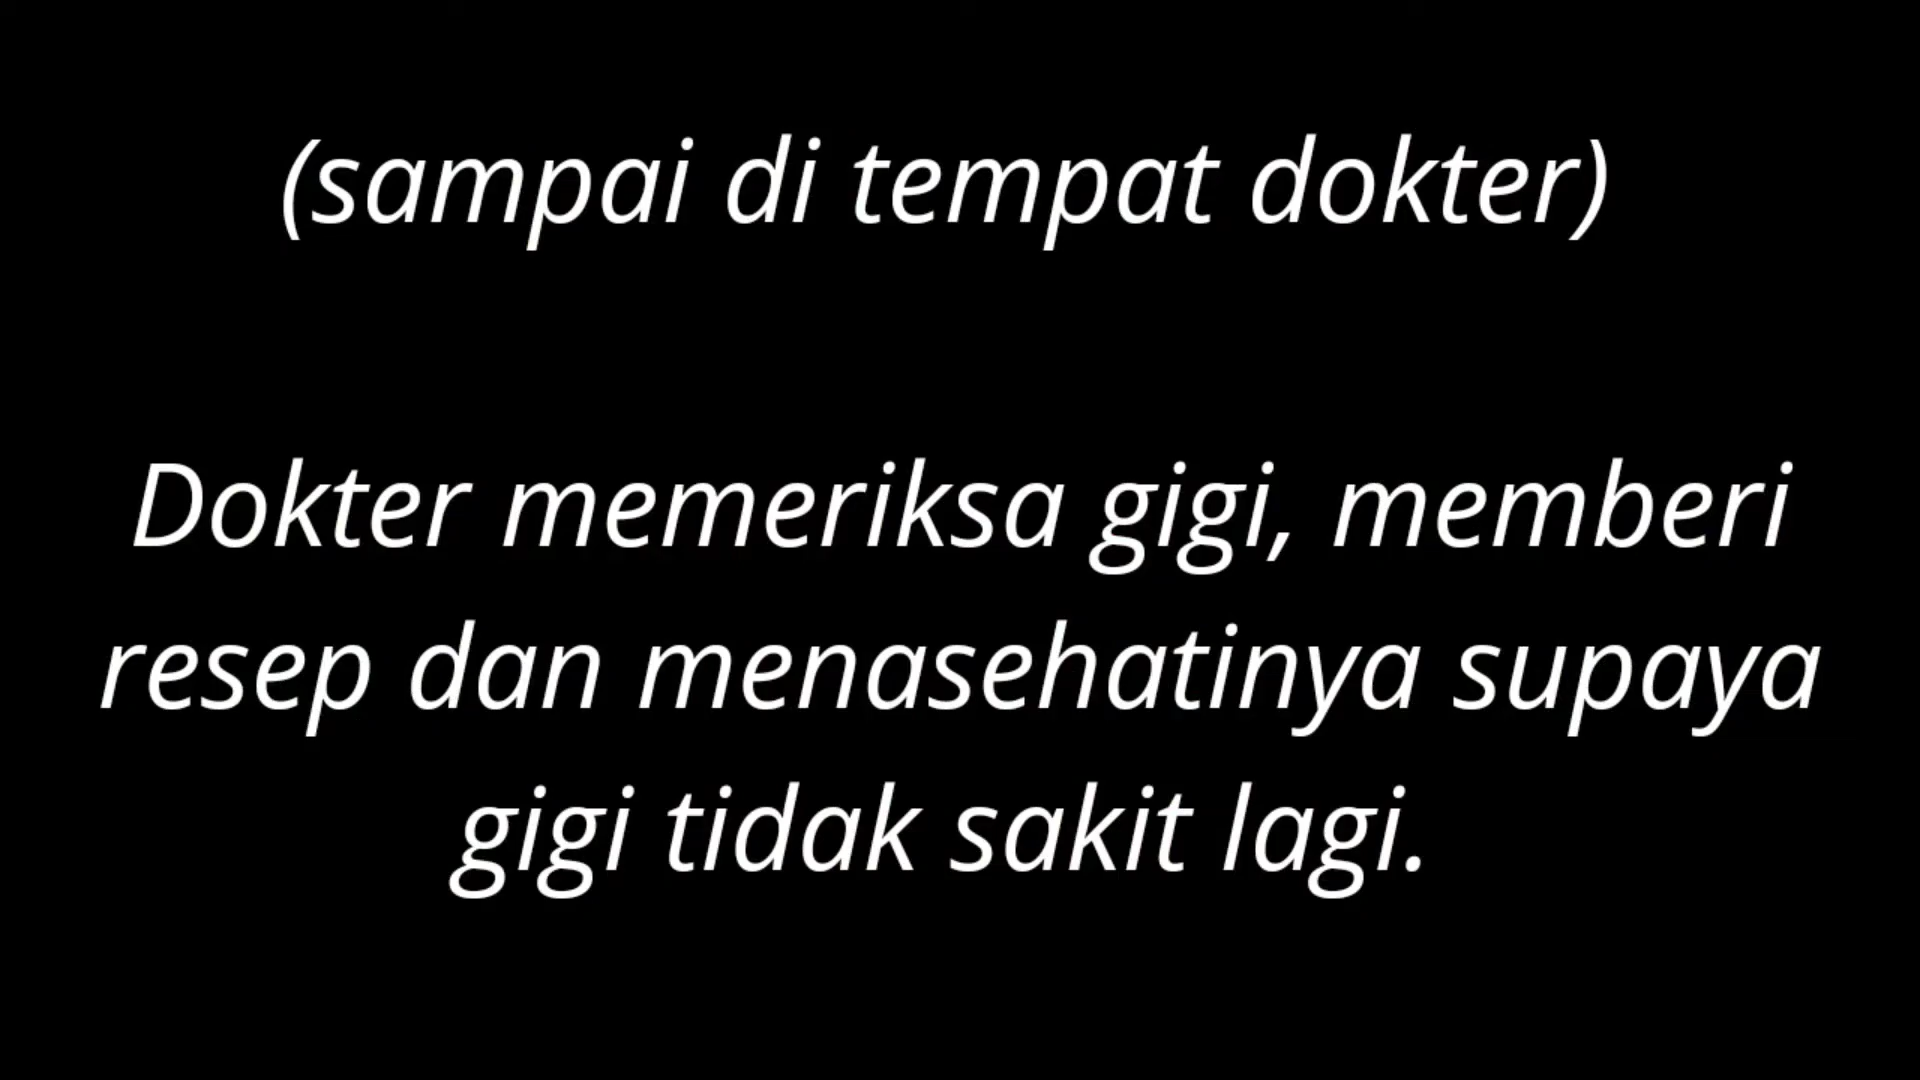 (sampai di tempat dokter)
Dokter memeriksa gigi, memberi
resep dan menasehatinya supaya
gigi tidak sakit lagi.